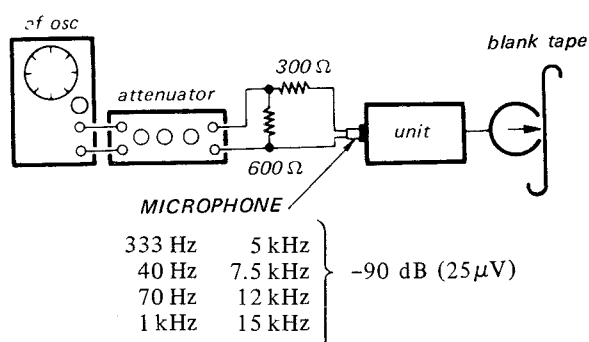 af osc
blank tape
300 Ω
attenuator
unit
600 Ω
MICROPHONE
333 Hz 5 kHz
40 Hz 7.5 kHz
70 Hz 12 kHz
1 kHz 15 kHz
-90 dB (25μV)